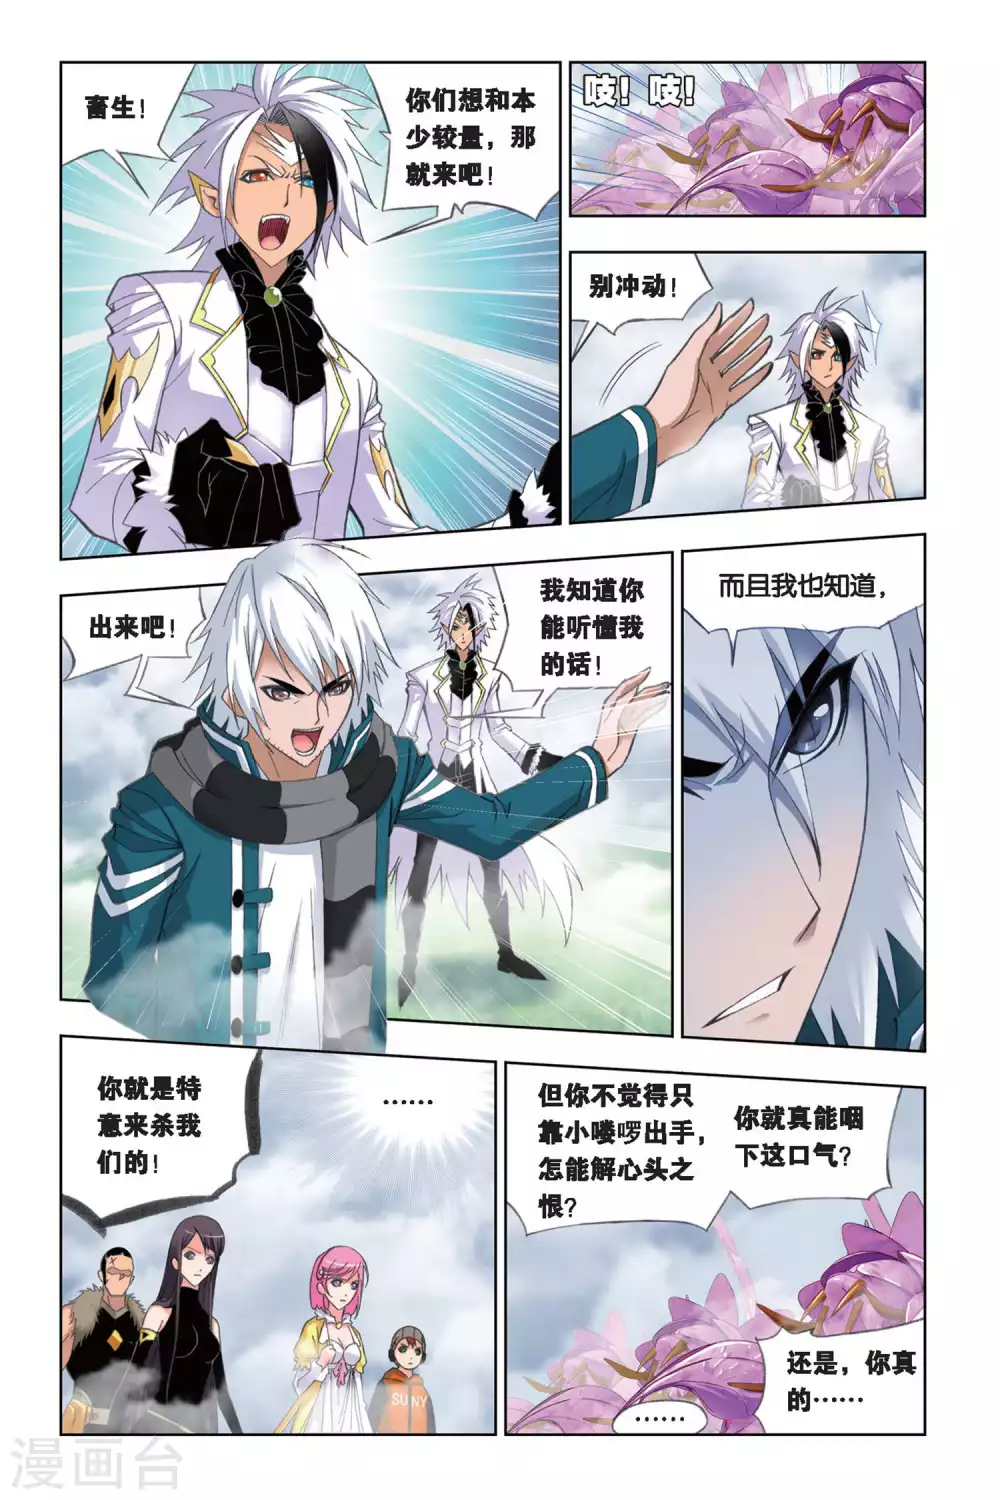 畜生！
你们想和本
少较量，那
就来吧！
吱！吱！
别冲动！
出来吧！
我知道你
能听懂我
的话！
而且我也知道，
你就是特
意来杀我
们的！
……
SUNY
但你不觉得只
靠小喽啰出手，
怎能解心头之
恨？
你就真能咽
下这口气？
……
还是，你真
的……
漫画台